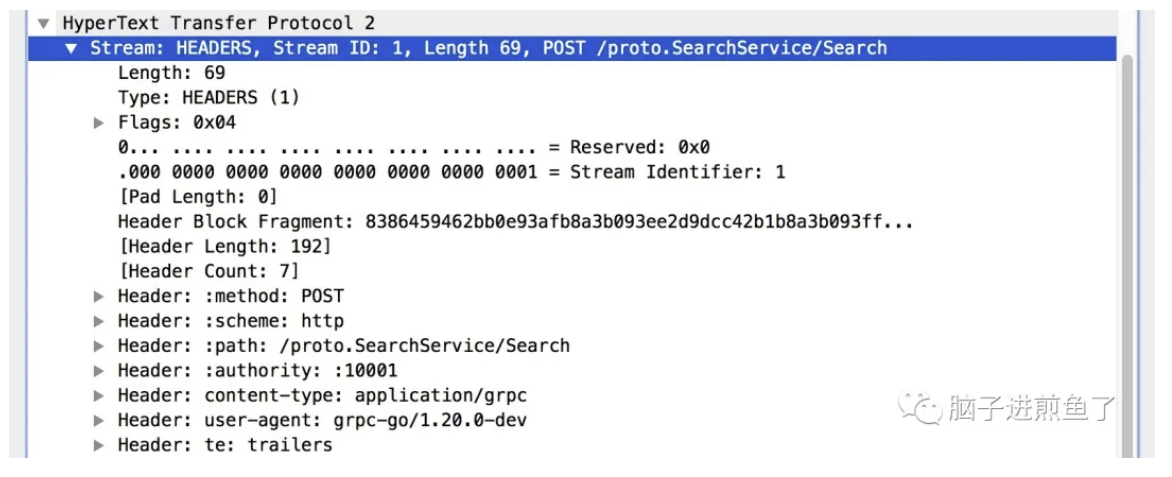 HyperText Transfer Protocol 2
Stream: HEADERS, Stream ID: 1, Length 69, POST /proto.SearchService/Search
Length: 69
Type: HEADERS (1)
Flags: 0x04
0... .... .... .... .... .... .... .... = Reserved: 0x0
.000 0000 0000 0000 0000 0000 0000 0001 = Stream Identifier: 1
[Pad Length: 0]
Header Block Fragment: 8386459462bb0e93afb8a3b093ee2d9dcc42b1b8a3b093ff...
[Header Length: 192]
[Header Count: 7]
Header: :method: POST
Header: :scheme: http
Header: :path: /proto.SearchService/Search
Header: :authority: :10001
Header: content-type: application/grpc
Header: user-agent: grpc-go/1.20.0-dev
Header: te: trailers
脑子进煎鱼了